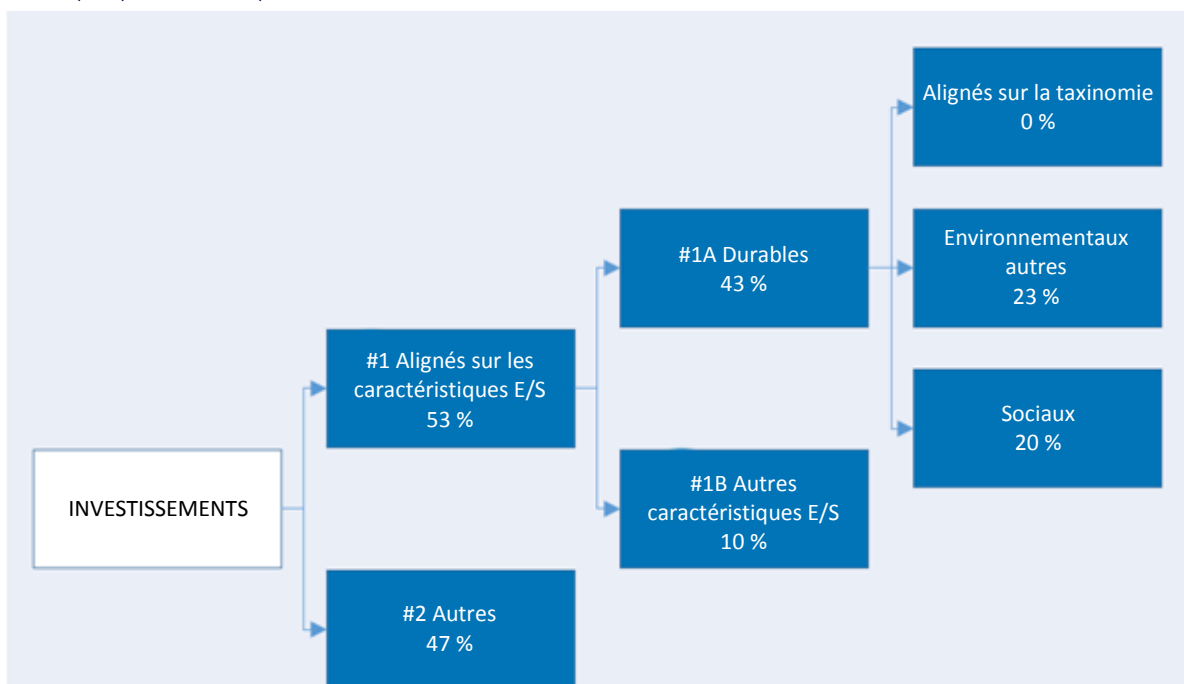 INVESTISSEMENTS
#1 Alignés sur les
caractéristiques E/S
53 %
#2 Autres
47 %
#1A Durables
43 %
#1B Autres
caractéristiques E/S
10 %
Alignés sur la taxinomie
0 %
Environnementaux
autres
23 %
Sociaux
20 %